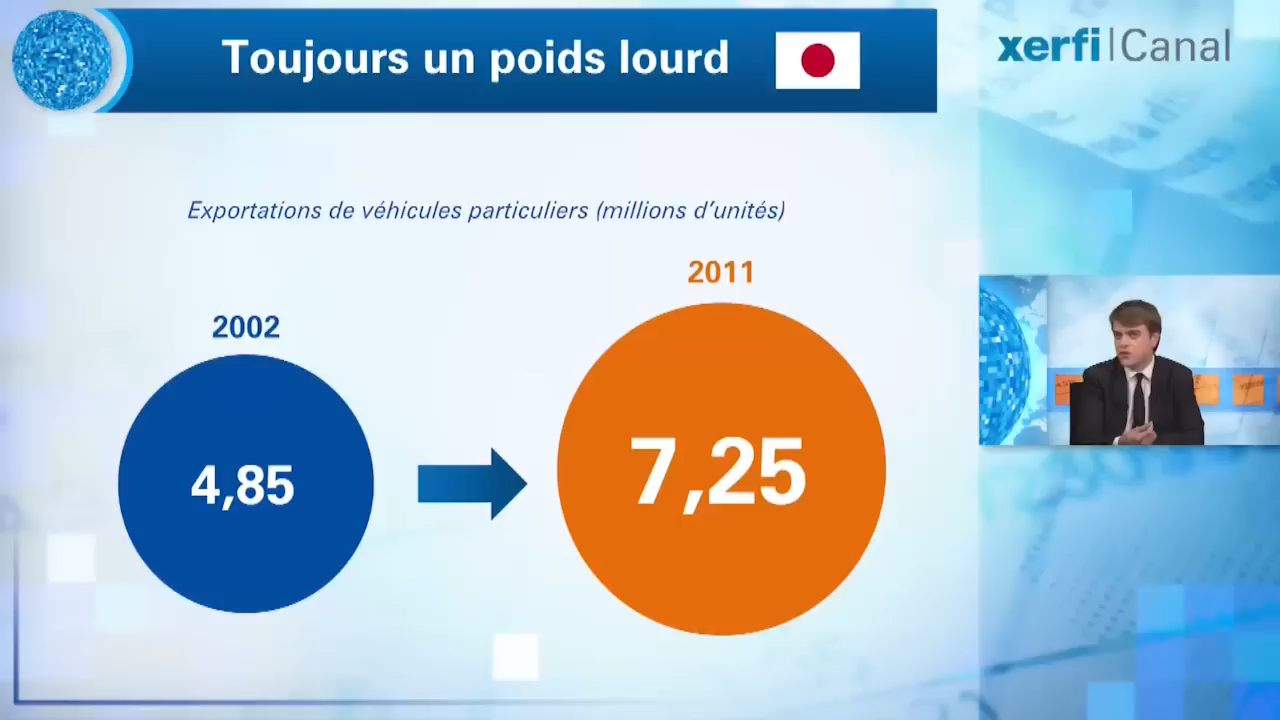 Toujours un poids lourd
xerfi|Canal
Exportations de véhicules particuliers (millions d'unités)
2002
4,85
2011
7,25